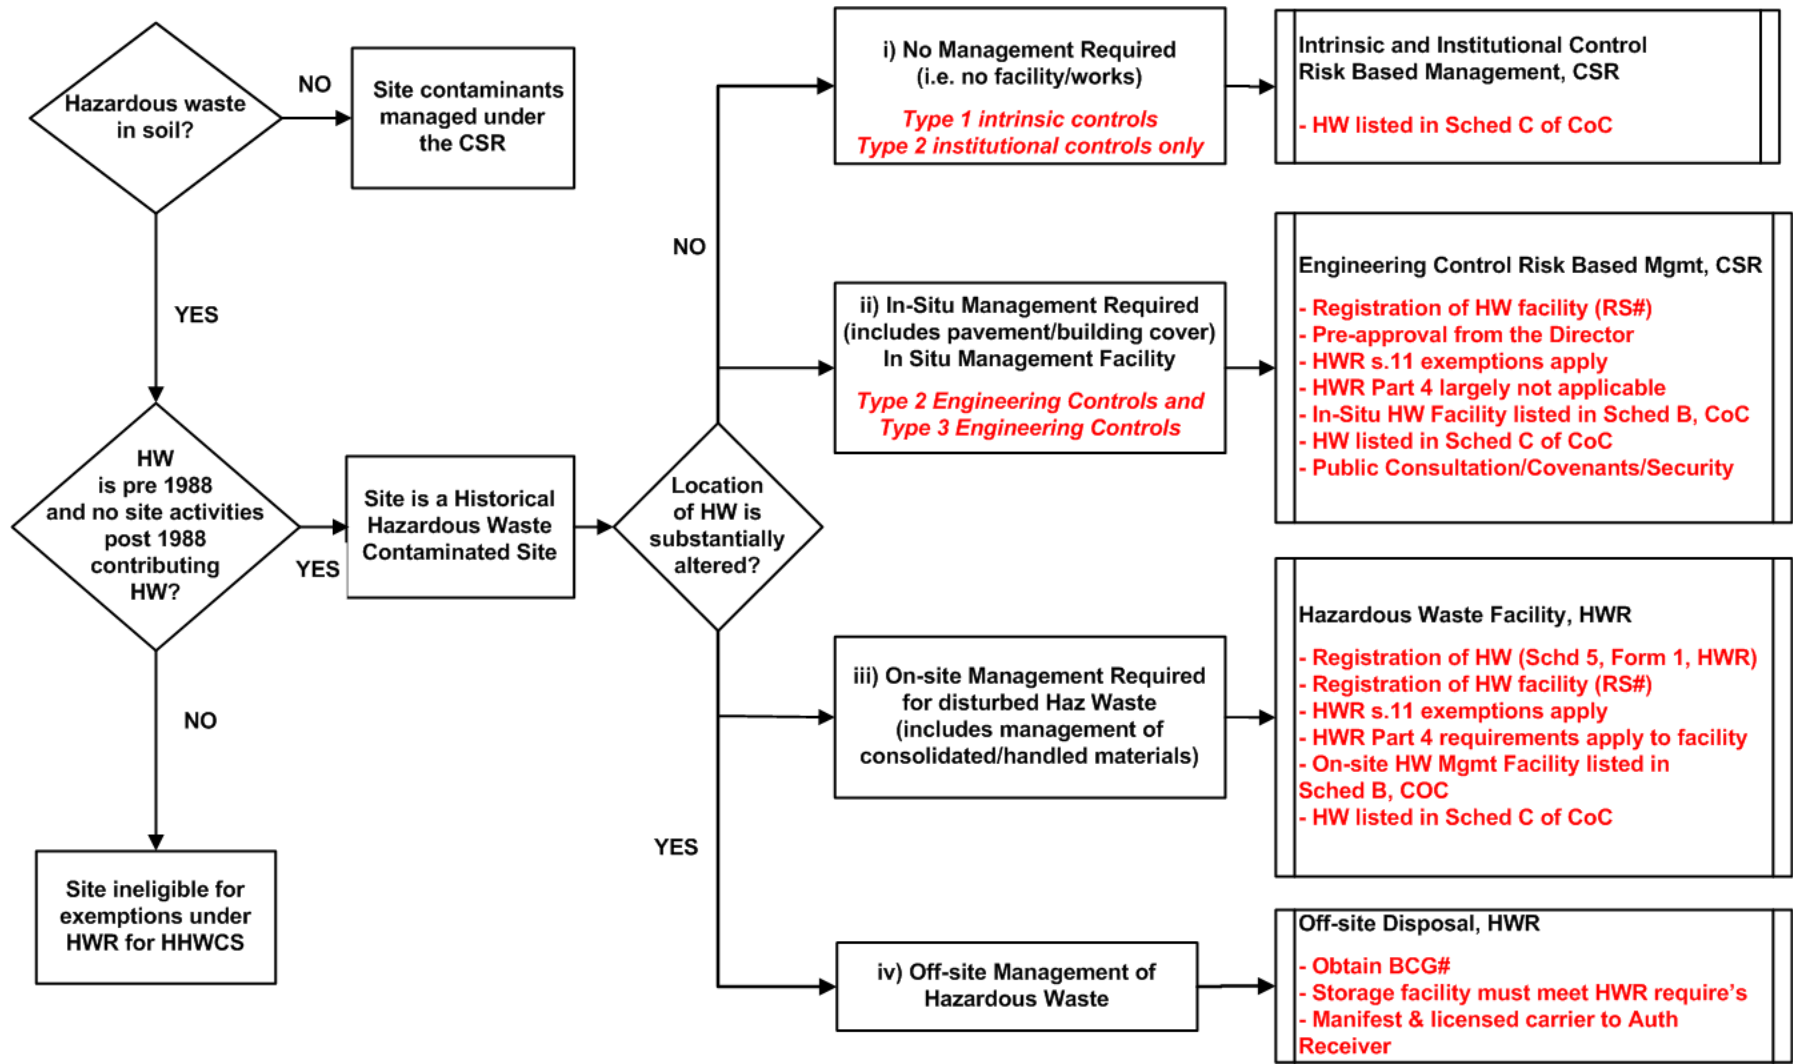 Hazardous waste
in soil?
NO
Site contaminants
managed under
the CSR
YES
HW
is pre 1988
and no site activities
post 1988
contributing
HW?
YES
NO
Site ineligible for
exemptions under
HWR for HHWCS
Site is a Historical
Hazardous Waste
Contaminated Site
Location
of HW is
substantially
altered?
NO
YES
i) No Management Required
(i.e. no facility/works)
Type 1 intrinsic controls
Type 2 institutional controls only
Intrinsic and Institutional Control
Risk Based Management, CSR
- HW listed in Sched C of CoC
ii) In-Situ Management Required
(includes pavement/building cover)
In Situ Management Facility
Type 2 Engineering Controls and
Type 3 Engineering Controls
Engineering Control Risk Based Mgmt, CSR
- Registration of HW facility (RS#)
- Pre-approval from the Director
- HWR s.11 exemptions apply
- HWR Part 4 largely not applicable
- In-Situ HW Facility listed in Sched B, CoC
- HW listed in Sched C of CoC
- Public Consultation/Covenants/Security
iii) On-site Management Required
for disturbed Haz Waste
(includes management of
consolidated/handled materials)
Hazardous Waste Facility, HWR
- Registration of HW (Schd 5, Form 1, HWR)
- Registration of HW facility (RS#)
- HWR s.11 exemptions apply
- HWR Part 4 requirements apply to facility
- On-site HW Mgmt Facility listed in
Sched B, COC
- HW listed in Sched C of CoC
iv) Off-site Management of
Hazardous Waste
Off-site Disposal, HWR
- Obtain BCG#
- Storage facility must meet HWR require's
- Manifest & licensed carrier to Auth
Receiver